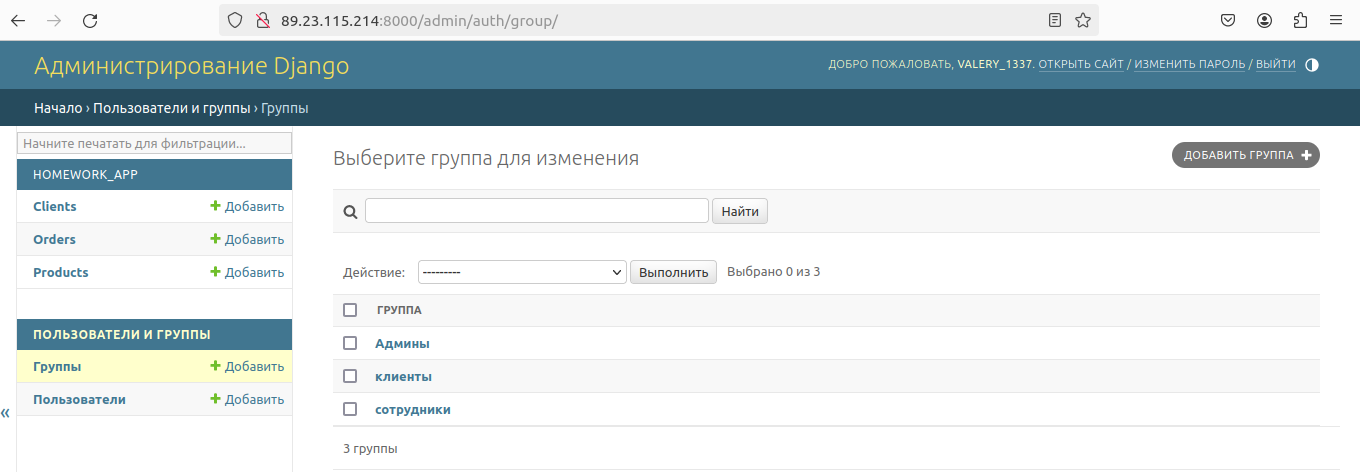 89.23.115.214:8000/admin/auth/group/
Администрирование Django
ДОБРО ПОЖАЛОВАТЬ, VALERY_1337. ОТКРЫТЬ САЙТ / ИЗМЕНИТЬ ПАРОЛЬ / ВЫЙТИ
Начало › Пользователи и группы › Группы
Начните печатать для фильтрации...
HOMEWORK_APP
Clients + Добавить
Orders + Добавить
Products + Добавить
ПОЛЬЗОВАТЕЛИ И ГРУППЫ
Группы + Добавить
Пользователи + Добавить
«
Выберите группа для изменения
ДОБАВИТЬ ГРУППА +
Найти
Действие: --------- Выполнить Выбрано 0 из 3
ГРУППА
Админы
клиенты
сотрудники
3 группы